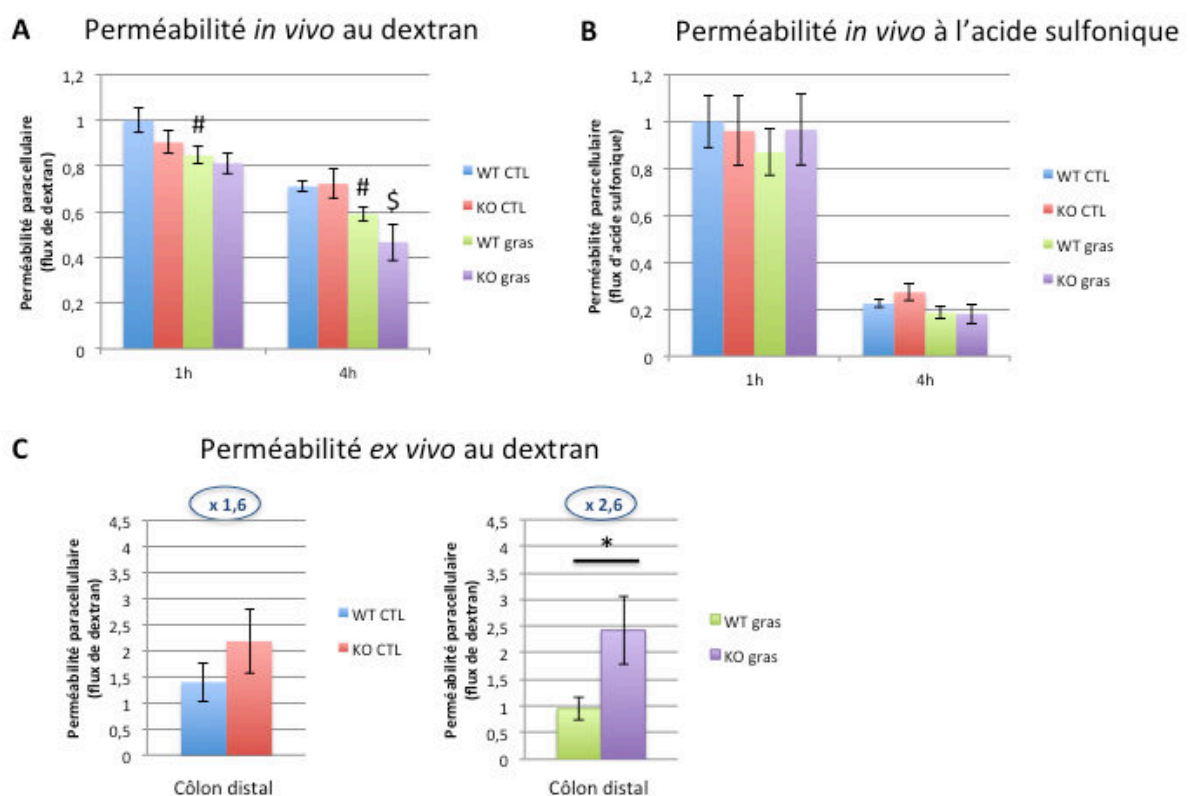 A Perméabilité in vivo au dextran
Perméabilité paracellulaire
(flux de dextran)
1,2
1
0,8
0,6
0,4
0,2
0
#
#
$
1h
4h
WT CTL
KO CTL
WT gras
KO gras
B Perméabilité in vivo à l'acide sulfonique
Perméabilité paracellulaire
(flux d'acide sulfonique)
1,2
1
0,8
0,6
0,4
0,2
0
1h
4h
WT CTL
KO CTL
WT gras
KO gras
C Perméabilité ex vivo au dextran
x 1,6
Perméabilité paracellullaire
(flux de dextran)
4,5
4
3,5
3
2,5
2
1,5
1
0,5
0
Côlon distal
WT CTL
KO CTL
x 2,6
Perméabilité paracellulaire
(flux de dextran)
4,5
4
3,5
3
2,5
2
1,5
1
0,5
0
*
Côlon distal
WT gras
KO gras